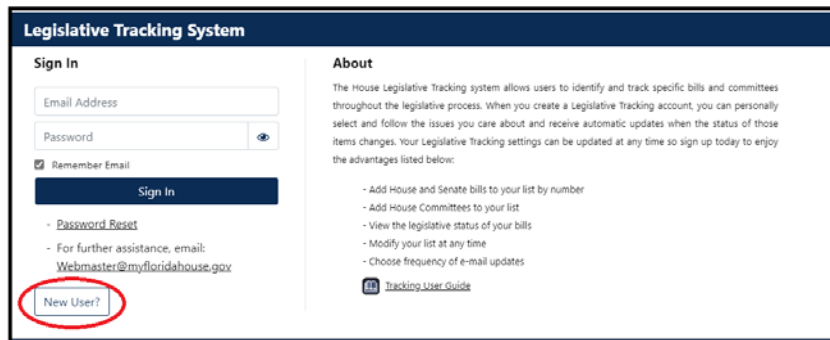 Legislative Tracking System
Sign In
Email Address
Password
Remember Email
Sign In
- Password Reset
- For further assistance, email:
Webmaster@myfloridahouse.gov
New User?
About
The House Legislative Tracking system allows users to identify and track specific bills and committees
throughout the legislative process. When you create a Legislative Tracking account, you can personally
select and follow the issues you care about and receive automatic updates when the status of those
items changes. Your Legislative Tracking settings can be updated at any time so sign up today to enjoy
the advantages listed below:
- Add House and Senate bills to your list by number
- Add House Committees to your list
- View the legislative status of your bills
- Modify your list at any time
- Choose frequency of e-mail updates
Tracking User Guide